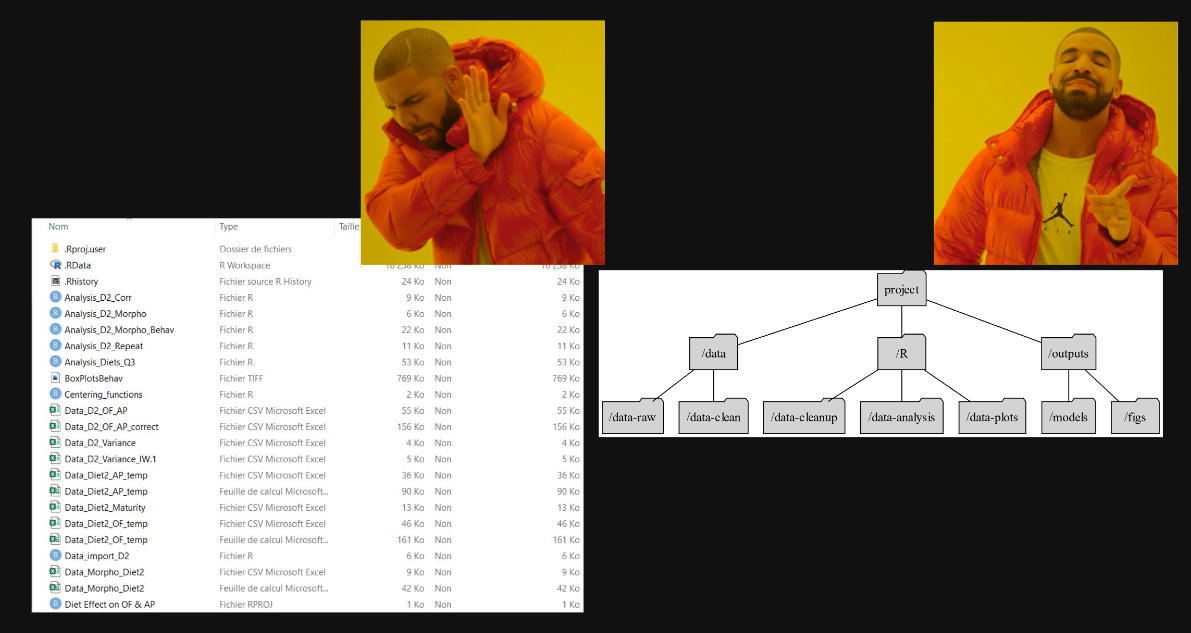 Nom Type Taille
.Rproj.user Dossier de fichiers
.RData R Workspace 16 258 Ko Non 16 258 Ko
.Rhistory Fichier source R History 24 Ko Non 24 Ko
Analysis_D2_Corr Fichier R 9 Ko Non 9 Ko
Analysis_D2_Morpho Fichier R 6 Ko Non 6 Ko
Analysis_D2_Morpho_Behav Fichier R 22 Ko Non 22 Ko
Analysis_D2_Repeat Fichier R 11 Ko Non 11 Ko
Analysis_Diets_Q3 Fichier R 53 Ko Non 53 Ko
BoxPlotsBehav Fichier TIFF 769 Ko Non 769 Ko
Centering_functions Fichier R 2 Ko Non 2 Ko
Data_D2_OF_AP Fichier CSV Microsoft Excel 55 Ko Non 55 Ko
Data_D2_OF_AP_correct Fichier CSV Microsoft Excel 156 Ko Non 156 Ko
Data_D2_Variance Fichier CSV Microsoft Excel 4 Ko Non 4 Ko
Data_D2_Variance_IW.1 Fichier CSV Microsoft Excel 5 Ko Non 5 Ko
Data_Diet2_AP_temp Fichier CSV Microsoft Excel 36 Ko Non 36 Ko
Data_Diet2_AP_temp Feuille de calcul Microsoft... 90 Ko Non 90 Ko
Data_Diet2_Maturity Fichier CSV Microsoft Excel 13 Ko Non 13 Ko
Data_Diet2_OF_temp Fichier CSV Microsoft Excel 46 Ko Non 46 Ko
Data_Diet2_OF_temp Feuille de calcul Microsoft... 161 Ko Non 161 Ko
Data_import_D2 Fichier R 6 Ko Non 6 Ko
Data_Morpho_Diet2 Fichier CSV Microsoft Excel 9 Ko Non 9 Ko
Data_Morpho_Diet2 Feuille de calcul Microsoft... 42 Ko Non 42 Ko
Diet Effect on OF & AP Fichier RPROJ 1 Ko Non 1 Ko
project
/data /R /outputs
/data-raw /data-clean /data-cleanup /data-analysis /data-plots /models /figs